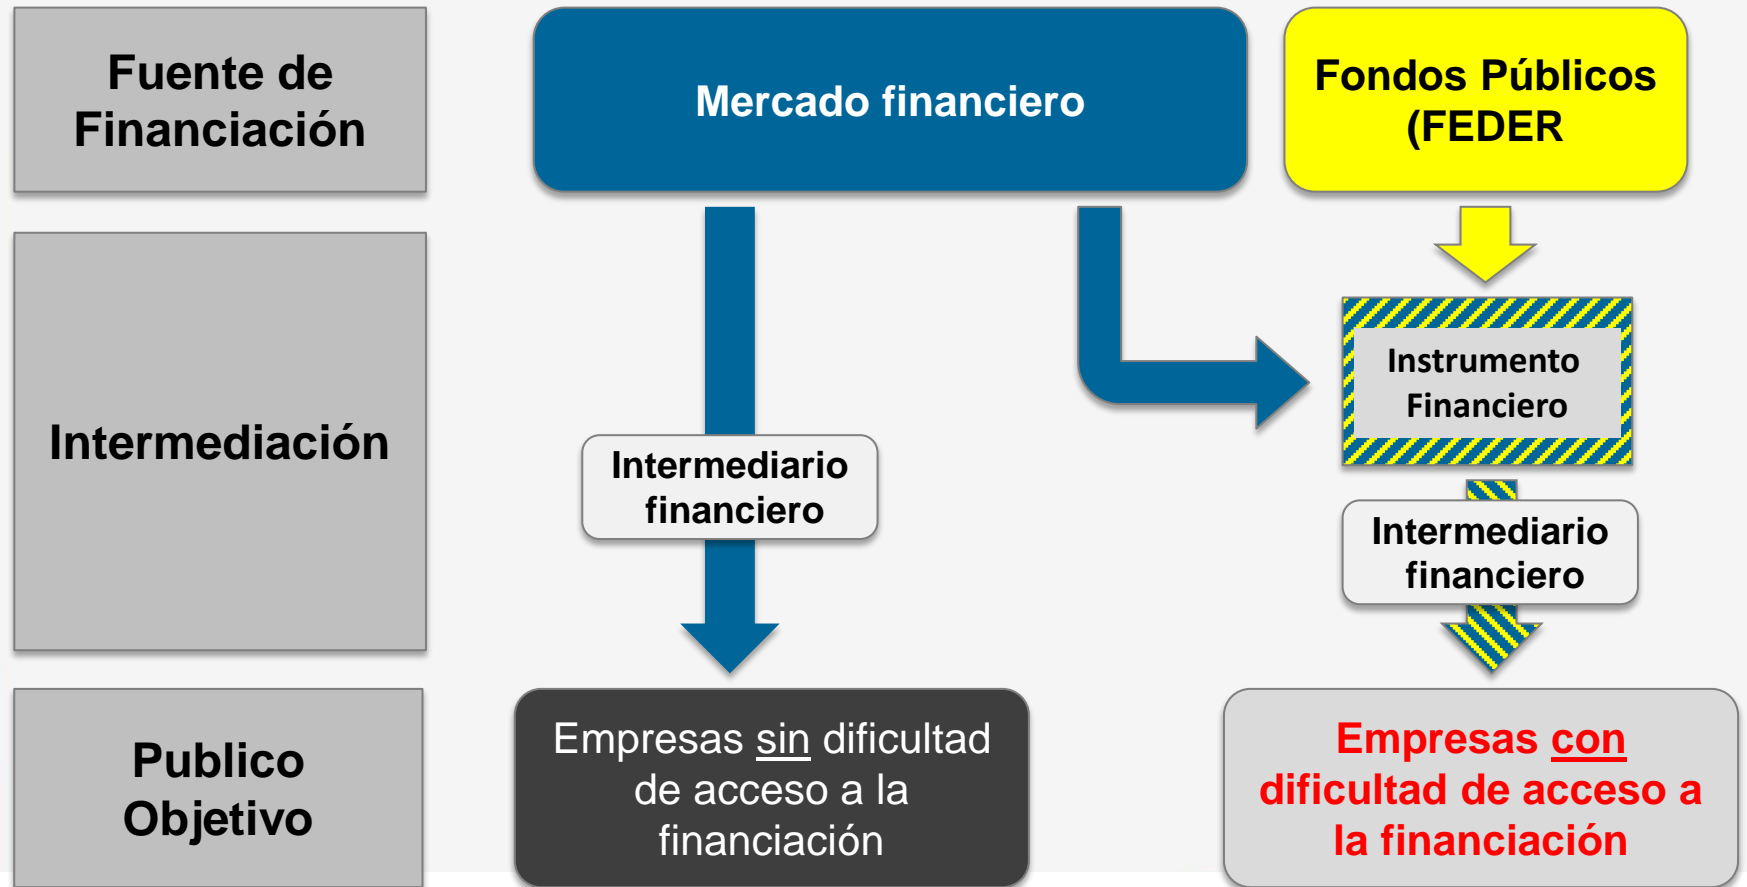 Fuente de
Financiación
Mercado financiero
Fondos Públicos
(FEDER
Intermediación
Intermediario
financiero
Instrumento
Financiero
Intermediario
financiero
Publico
Objetivo
Empresas sin dificultad
de acceso a la
financiación
Empresas con
dificultad de acceso a
la financiación